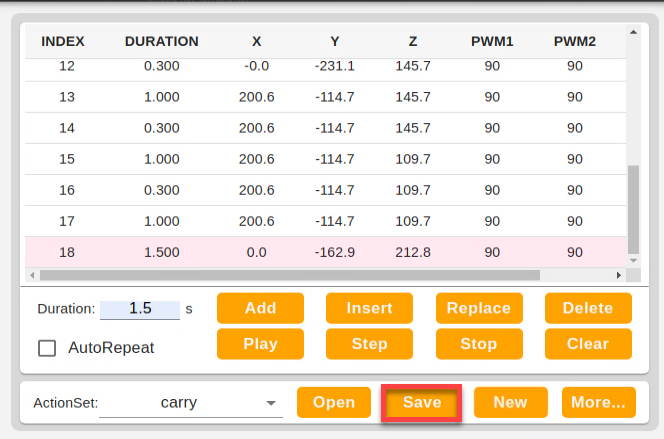 INDEX DURATION X Y Z PWM1 PWM2
12 0.300 -0.0 -231.1 145.7 90 90
13 1.000 200.6 -114.7 145.7 90 90
14 0.300 200.6 -114.7 145.7 90 90
15 1.000 200.6 -114.7 109.7 90 90
16 0.300 200.6 -114.7 109.7 90 90
17 1.000 200.6 -114.7 109.7 90 90
18 1.500 0.0 -162.9 212.8 90 90
Duration: 1.5 s Add Insert Replace Delete
AutoRepeat Play Step Stop Clear
ActionSet: carry Open Save New More...